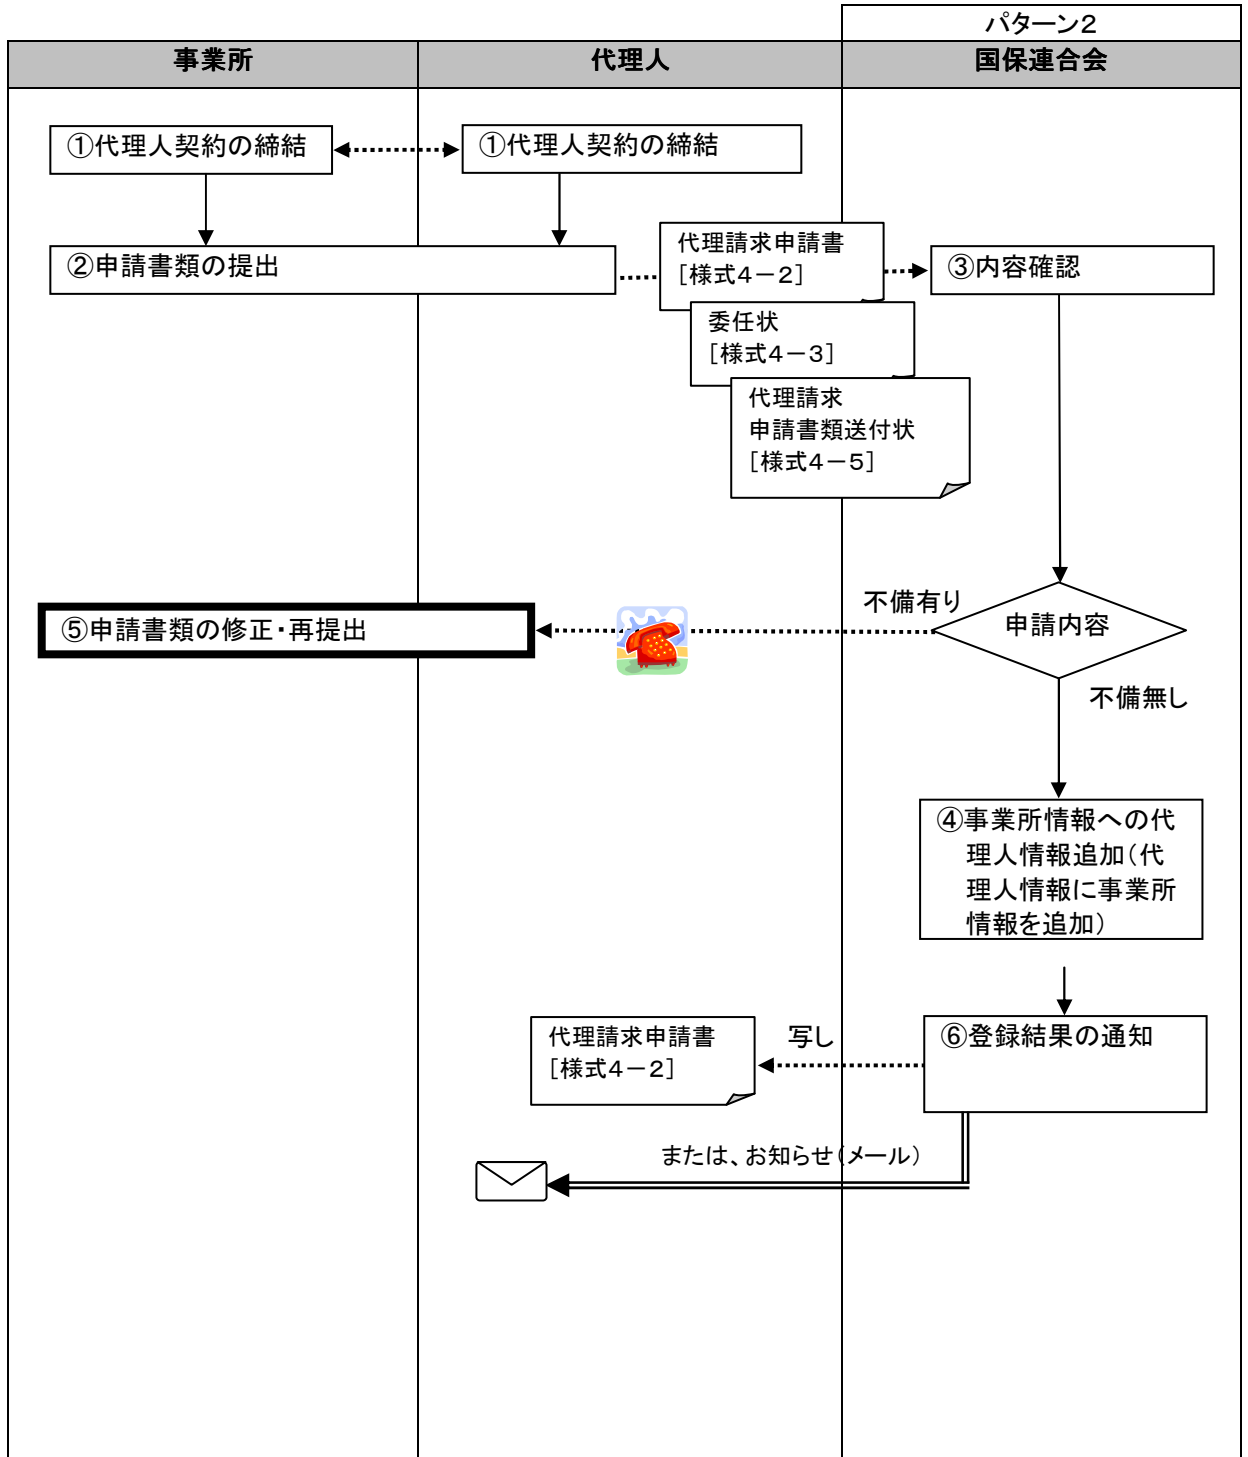 パターン2
事業所
代理人
国保連合会
①代理人契約の締結
①代理人契約の締結
②申請書類の提出
代理請求申請書
[様式4－2]
③内容確認
委任状
[様式4－3]
代理請求
申請書類送付状
[様式4－5]
不備有り
申請内容
⑤申請書類の修正・再提出
不備無し
④事業所情報への代
理人情報追加（代
理人情報に事業所
情報を追加）
代理請求申請書
[様式4－2]
写し
⑥登録結果の通知
または、お知らせ（メール）